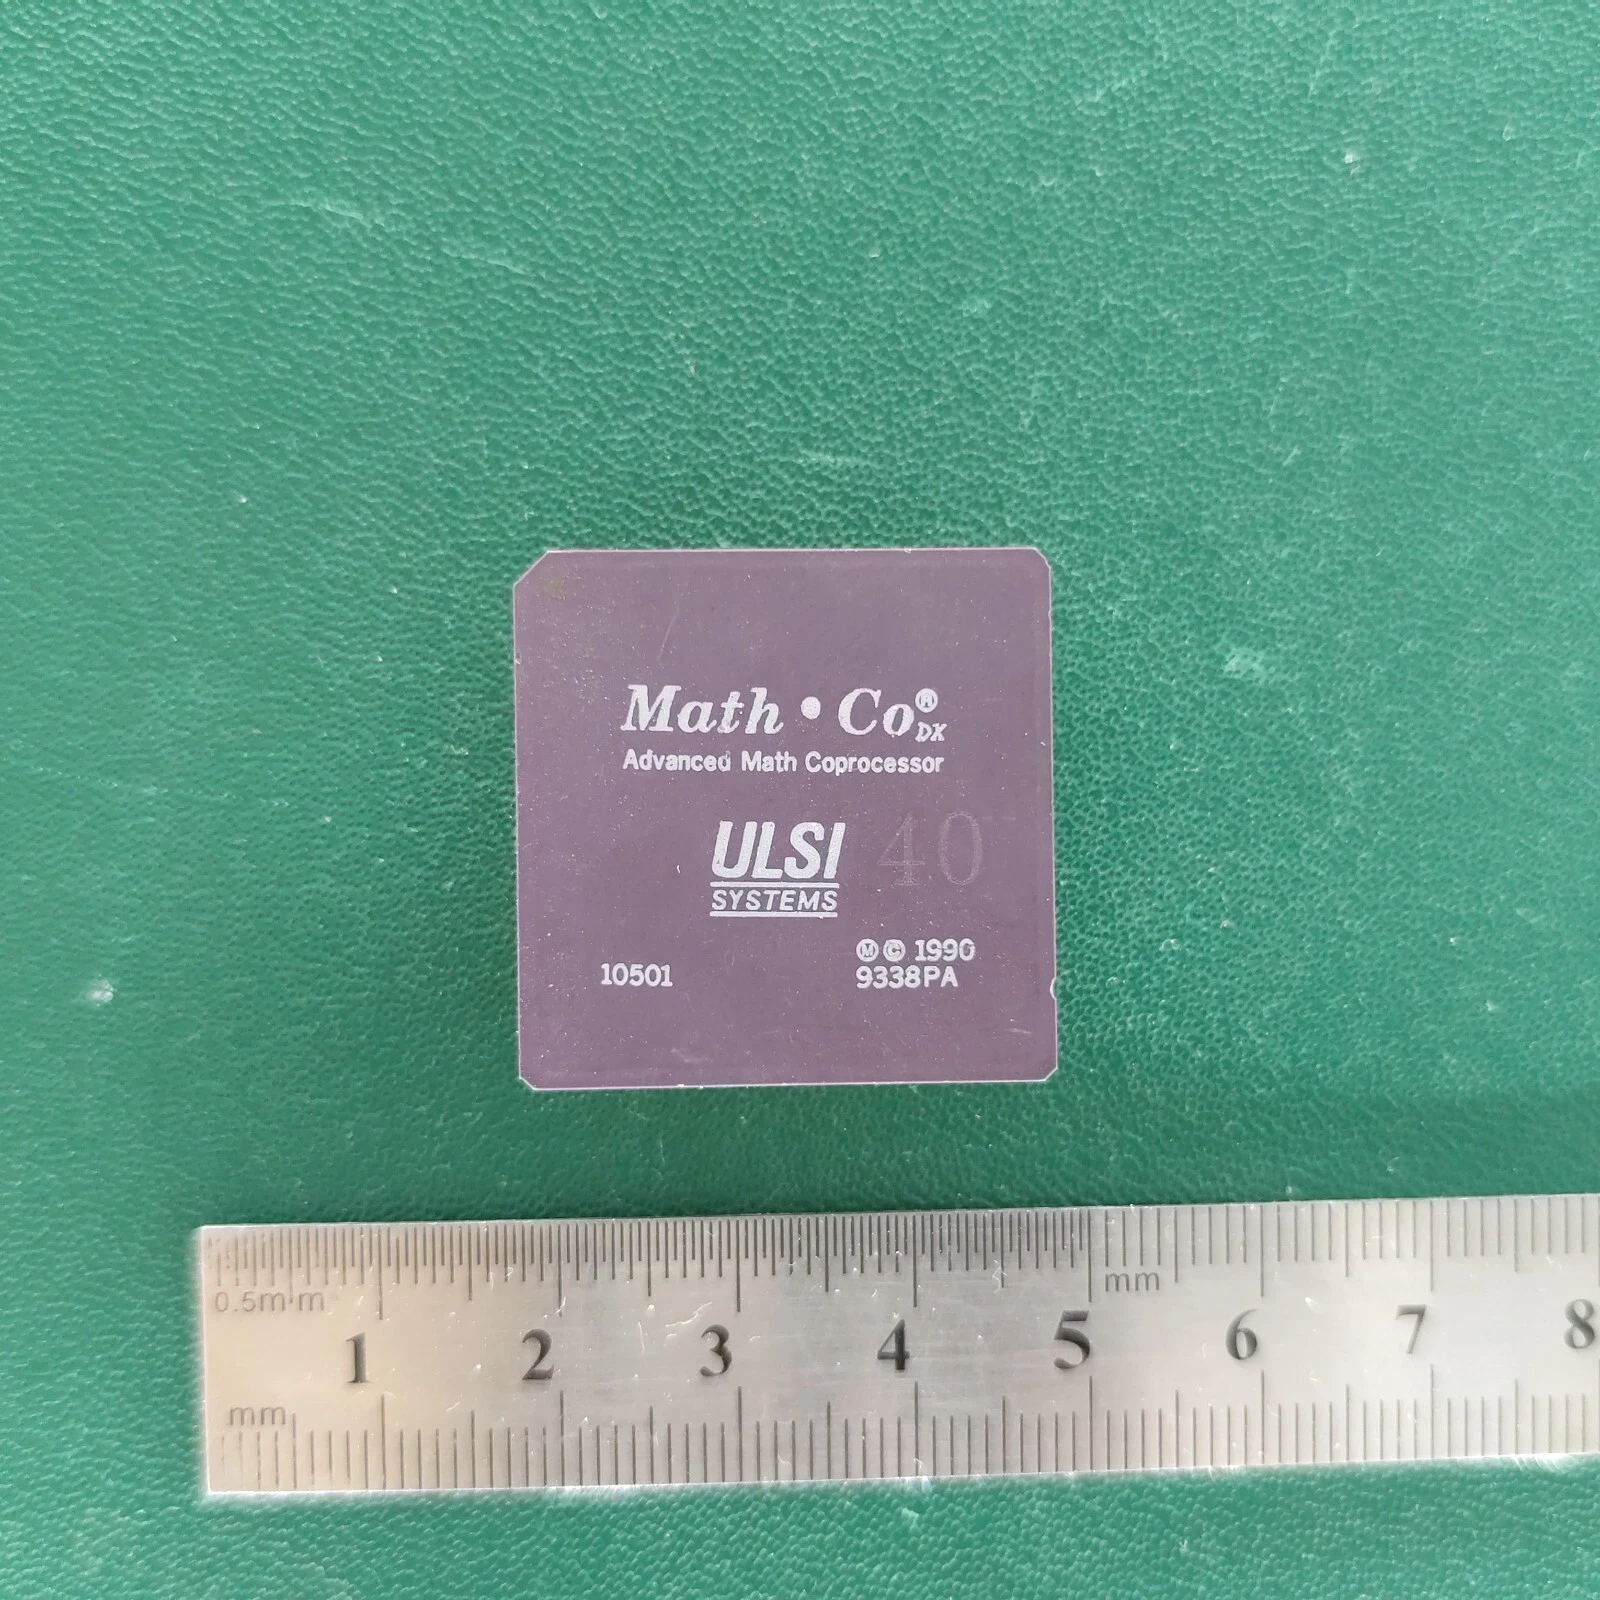 Math • Co® DX
Advanced Math Coprocessor
ULSI 40
SYSTEMS
Ⓜ © 1990
10501 9338PA
0.5mm mm
1 2 3 4 5 6 7 8
mm